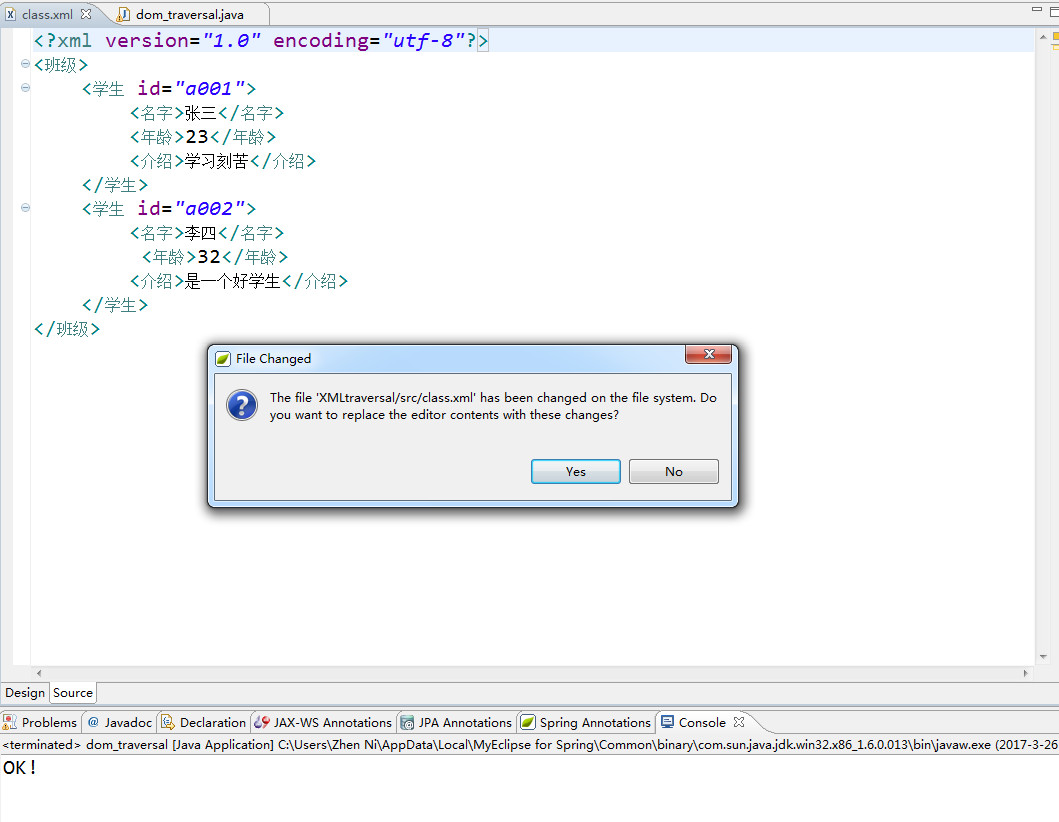 class.xml dom_traversal.java
<?xml version="1.0" encoding="utf-8"?>
<班级>
<学生 id="a001">
<名字>张三</名字>
<年龄>23</年龄>
<介绍>学习刻苦</介绍>
</学生>
<学生 id="a002">
<名字>李四</名字>
<年龄>32</年龄>
<介绍>是一个好学生</介绍>
</学生>
</班级>
File Changed
The file 'XMLtraversal/src/class.xml' has been changed on the file system. Do
you want to replace the editor contents with these changes?
Yes No
Design Source
Problems @ Javadoc Declaration JAX-WS Annotations JPA Annotations Spring Annotations Console
<terminated> dom_traversal [Java Application] C:\Users\Zhen Ni\AppData\Local\MyEclipse for Spring\Common\binary\com.sun.java.jdk.win32.x86_1.6.0.013\bin\javaw.exe (2017-3-26
OK!